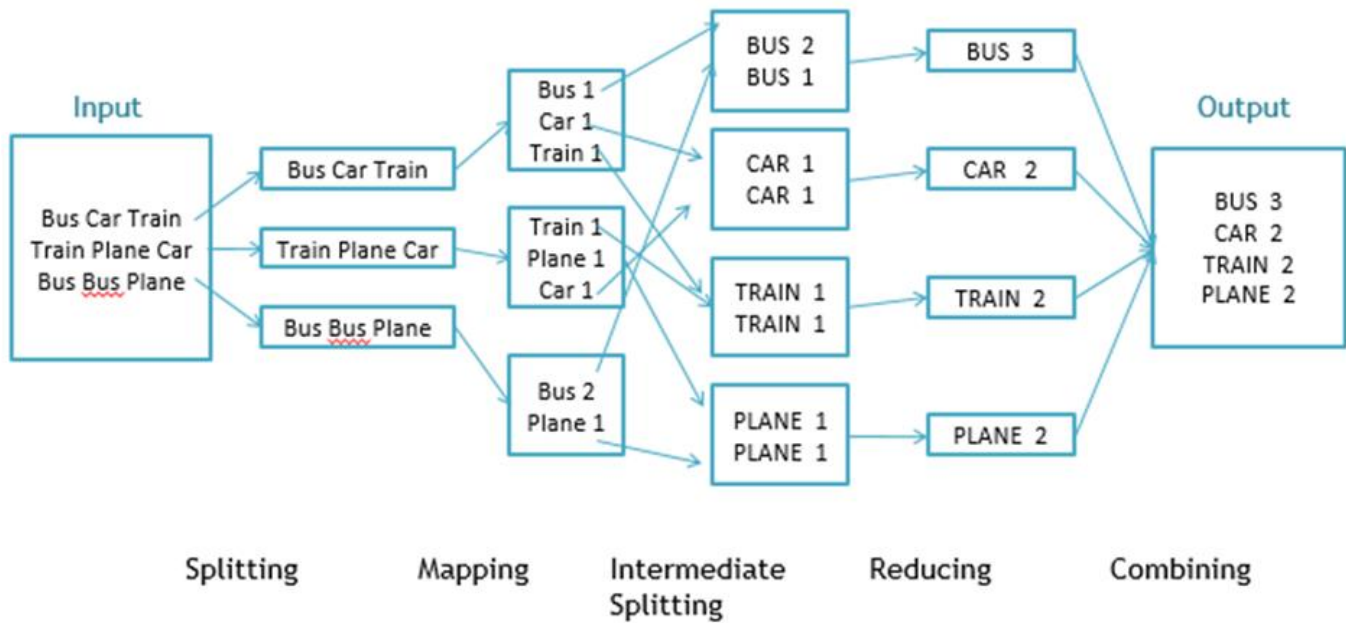 Input
Bus Car Train
Train Plane Car
Bus Bus Plane
Bus Car Train
Train Plane Car
Bus Bus Plane
Bus 1
Car 1
Train 1
Train 1
Plane 1
Car 1
Bus 2
Plane 1
BUS 2
BUS 1
CAR 1
CAR 1
TRAIN 1
TRAIN 1
PLANE 1
PLANE 1
BUS 3
CAR 2
TRAIN 2
PLANE 2
Output
BUS 3
CAR 2
TRAIN 2
PLANE 2
Splitting
Mapping
Intermediate
Splitting
Reducing
Combining